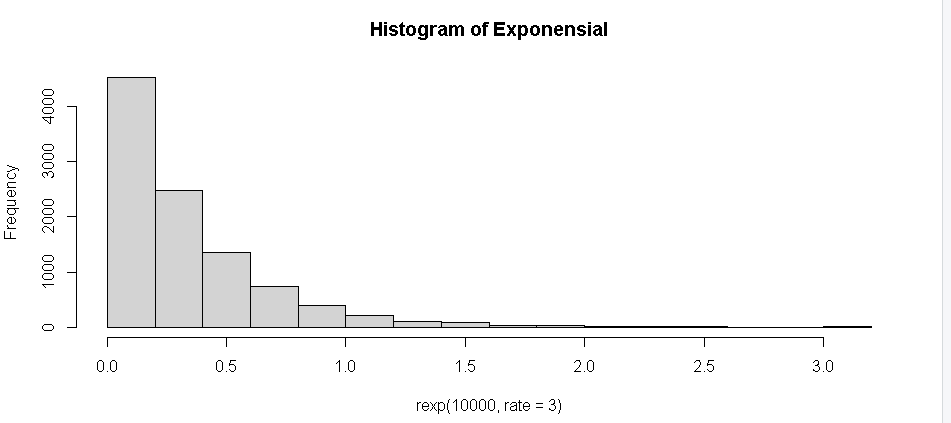 Histogram of Exponensial
Frequency
4000
3000
2000
1000
0
0.0 0.5 1.0 1.5 2.0 2.5 3.0
rexp(10000, rate = 3)